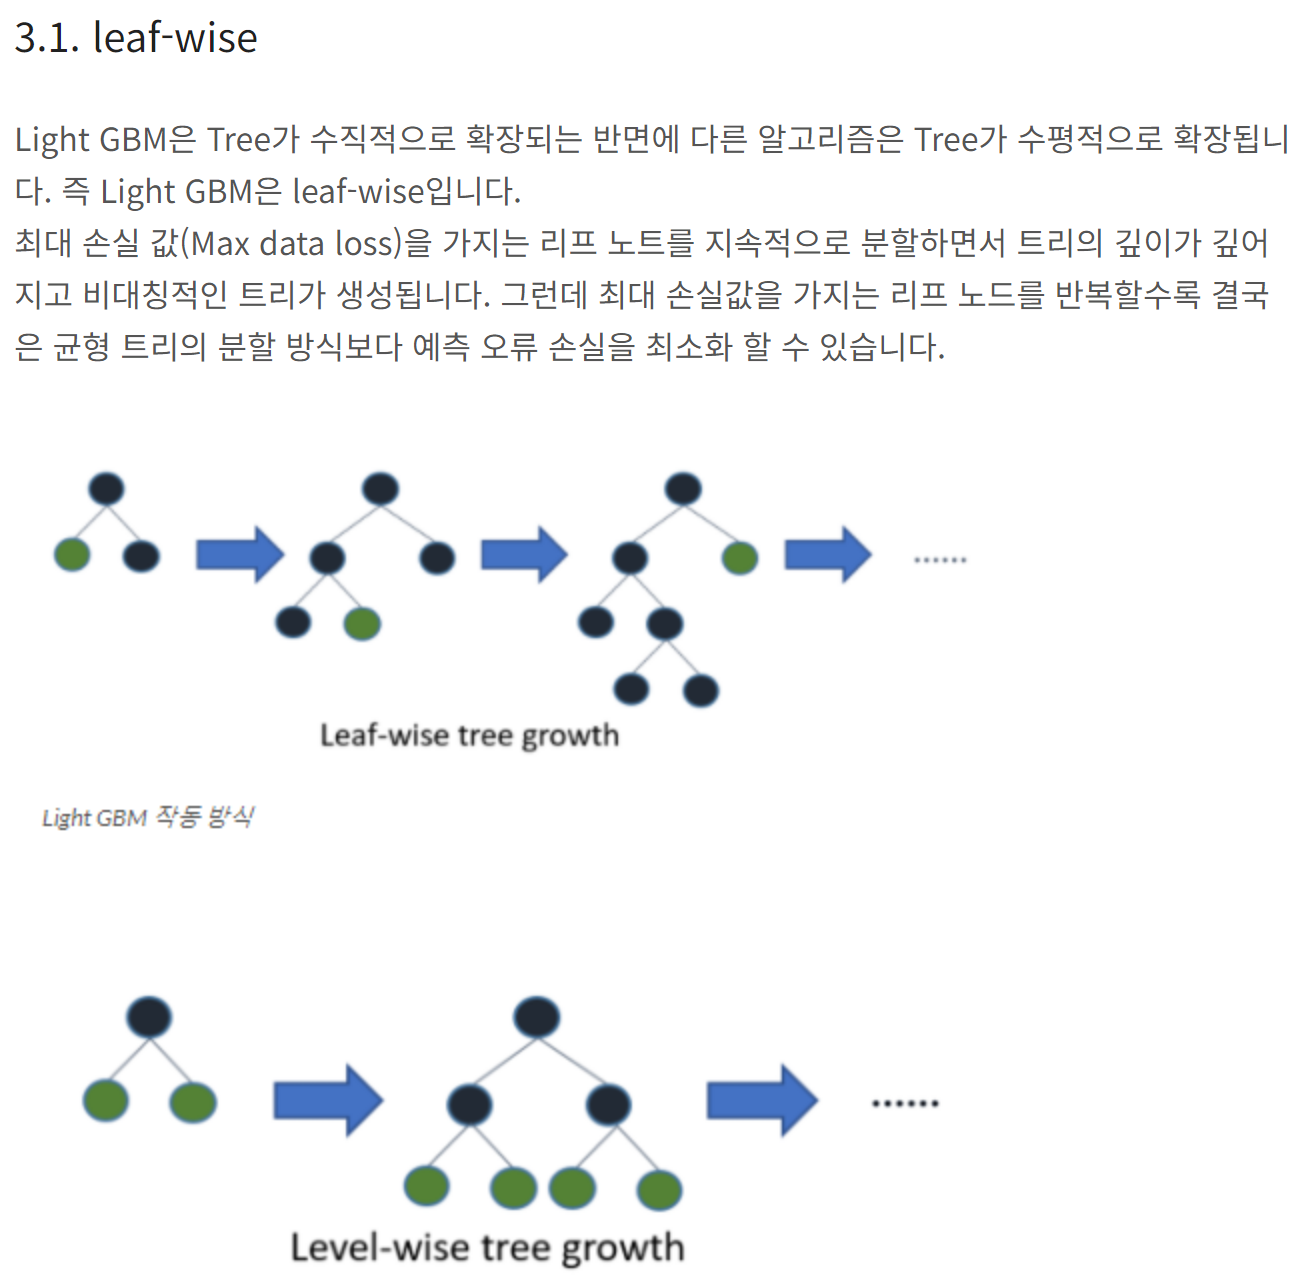 3.1. leaf-wise
Light GBM은 Tree가 수직적으로 확장되는 반면에 다른 알고리즘은 Tree가 수평적으로 확장됩니
다. 즉 Light GBM은 leaf-wise입니다.
최대 손실 값(Max data loss)을 가지는 리프 노트를 지속적으로 분할하면서 트리의 깊이가 깊어
지고 비대칭적인 트리가 생성됩니다. 그런데 최대 손실값을 가지는 리프 노드를 반복할수록 결국
은 균형 트리의 분할 방식보다 예측 오류 손실을 최소화 할 수 있습니다.
......
Leaf-wise tree growth
Light GBM 작동 방식
......
Level-wise tree growth